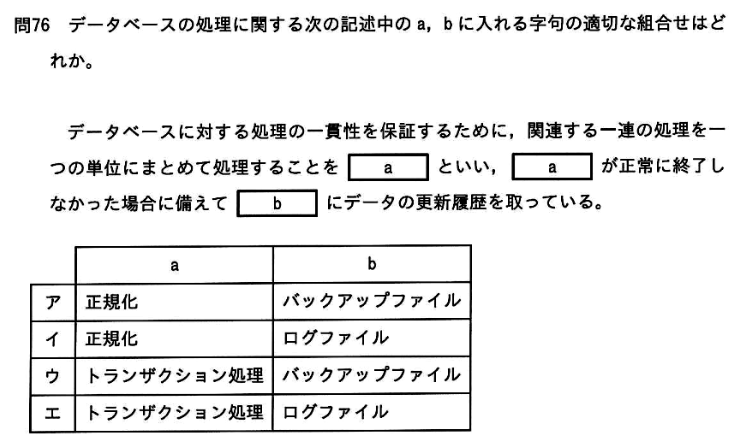 問76 データベースの処理に関する次の記述中の a, b に入れる字句の適切な組合せはど
れか。
データベースに対する処理の一貫性を保証するために，関連する一連の処理を一
つの単位にまとめて処理することを a といい， a が正常に終了し
なかった場合に備えて b にデータの更新履歴を取っている。
a b
ア 正規化 バックアップファイル
イ 正規化 ログファイル
ウ トランザクション処理 バックアップファイル
エ トランザクション処理 ログファイル